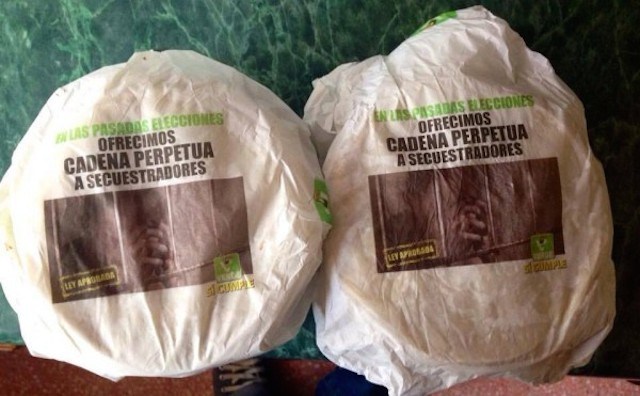 EN LAS PASADAS ELECCIONES
OFRECIMOS
CADENA PERPETUA
A SECUESTRADORES
LEY APROBADA
SÍ CUMPLE
EN LAS PASADAS ELECCIONES
OFRECIMOS
CADENA PERPETUA
A SECUESTRADORES
LEY APROBADA
SÍ CUMPLE